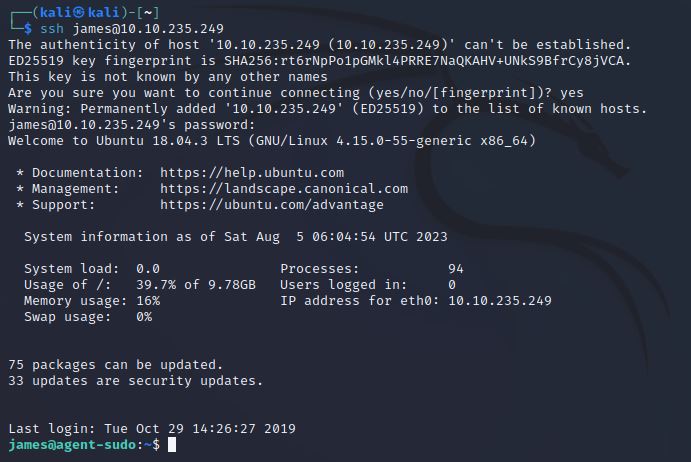 ┌──(kali㉿kali)-[~]
└─$ ssh james@10.10.235.249
The authenticity of host '10.10.235.249 (10.10.235.249)' can't be established.
ED25519 key fingerprint is SHA256:rt6rNpPo1pGMkl4PRRE7NaQKAHV+UNkS9BfrCy8jVCA.
This key is not known by any other names
Are you sure you want to continue connecting (yes/no/[fingerprint])? yes
Warning: Permanently added '10.10.235.249' (ED25519) to the list of known hosts.
james@10.10.235.249's password:
Welcome to Ubuntu 18.04.3 LTS (GNU/Linux 4.15.0-55-generic x86_64)
* Documentation:  https://help.ubuntu.com
* Management:     https://landscape.canonical.com
* Support:        https://ubuntu.com/advantage
System information as of Sat Aug  5 06:04:54 UTC 2023
System load:  0.0               Processes:           94
Usage of /:   39.7% of 9.78GB   Users logged in:     0
Memory usage: 16%               IP address for eth0: 10.10.235.249
Swap usage:   0%
75 packages can be updated.
33 updates are security updates.
Last login: Tue Oct 29 14:26:27 2019
james@agent-sudo:~$